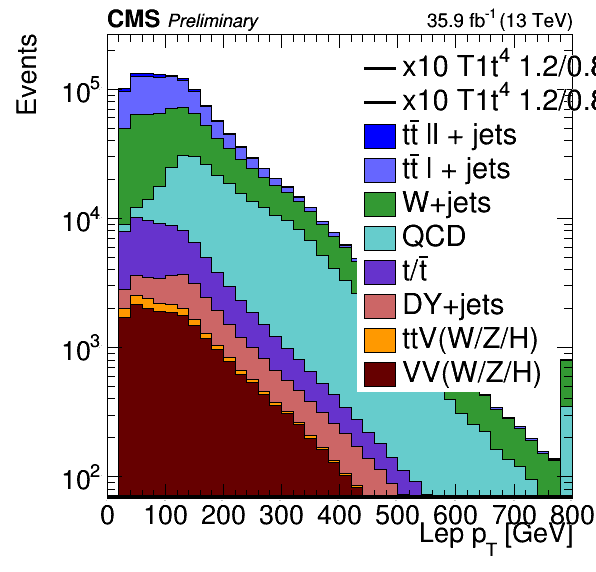 CMS Preliminary 35.9 fb⁻¹ (13 TeV)
Events
x10 T1t⁴ 1.2/0.8
x10 T1t⁴ 1.2/0.8
tt̄ ll + jets
tt̄ l + jets
W+jets
QCD
t/t̄
DY+jets
ttV(W/Z/H)
VV(W/Z/H)
10⁵
10⁴
10³
10²
0 100 200 300 400 500 600 700 800
Lep p_T [GeV]